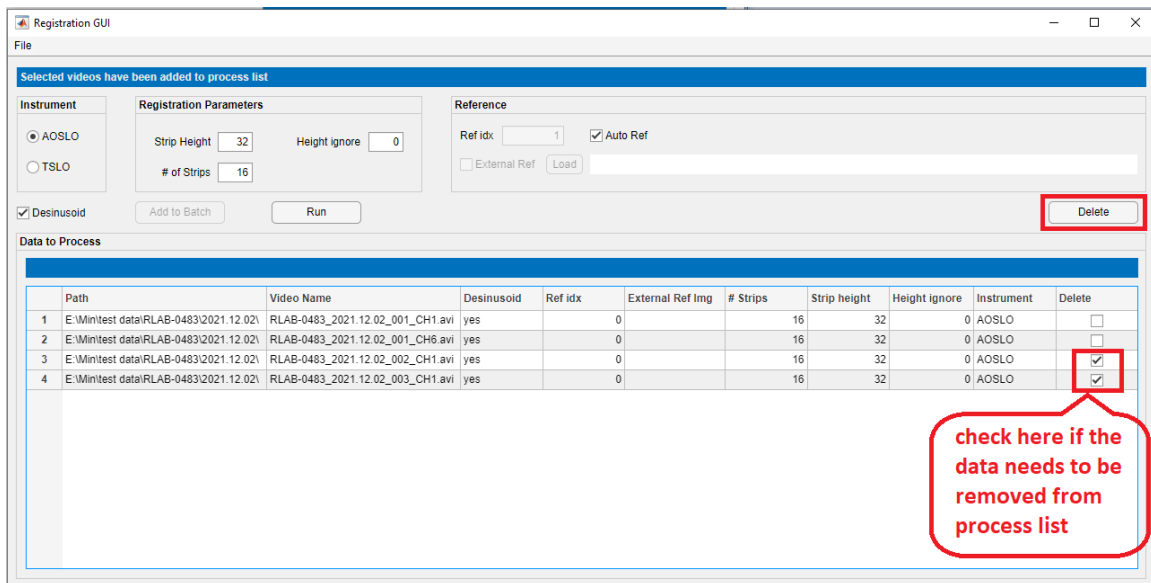 Registration GUI
File
Selected videos have been added to process list
Instrument Registration Parameters Reference
AOSLO Strip Height 32 Height ignore 0 Ref idx 1 Auto Ref
TSLO # of Strips 16 External Ref Load
Desinusoid Add to Batch Run Delete
Data to Process
Path Video Name Desinusoid Ref idx External Ref Img # Strips Strip height Height ignore Instrument Delete
1 E:\Min\test data\RLAB-0483\2021.12.02\ RLAB-0483_2021.12.02_001_CH1.avi yes 0 16 32 0 AOSLO
2 E:\Min\test data\RLAB-0483\2021.12.02\ RLAB-0483_2021.12.02_001_CH6.avi yes 0 16 32 0 AOSLO
3 E:\Min\test data\RLAB-0483\2021.12.02\ RLAB-0483_2021.12.02_002_CH1.avi yes 0 16 32 0 AOSLO
4 E:\Min\test data\RLAB-0483\2021.12.02\ RLAB-0483_2021.12.02_003_CH1.avi yes 0 16 32 0 AOSLO
check here if the
data needs to be
removed from
process list